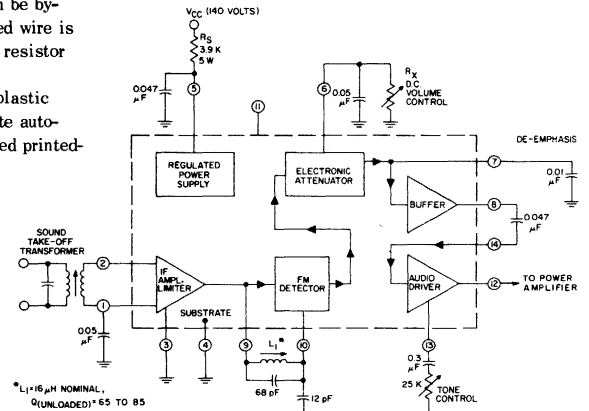 n be by-
ed wire is
resistor
plastic
te auto-
ed printed-
VCC (140 VOLTS)
RS
3.9 K
5 W
0.047
µF
5
11
6
0.05
µF
RX
D.C.
VOLUME
CONTROL
REGULATED
POWER
SUPPLY
ELECTRONIC
ATTENUATOR
DE-EMPHASIS
7
0.01
µF
BUFFER
8
0.047
µF
14
SOUND
TAKE-OFF
TRANSFORMER
2
IF
AMPL.
LIMITER
FM
DETECTOR
AUDIO
DRIVER
12
TO POWER
AMPLIFIER
1
SUBSTRATE
0.05
µF
3
4
9
L1*
10
13
68 pF
12 pF
0.3
µF
25 K
TONE
CONTROL
*L1=16 µH NOMINAL,
Q(UNLOADED)= 65 TO 85